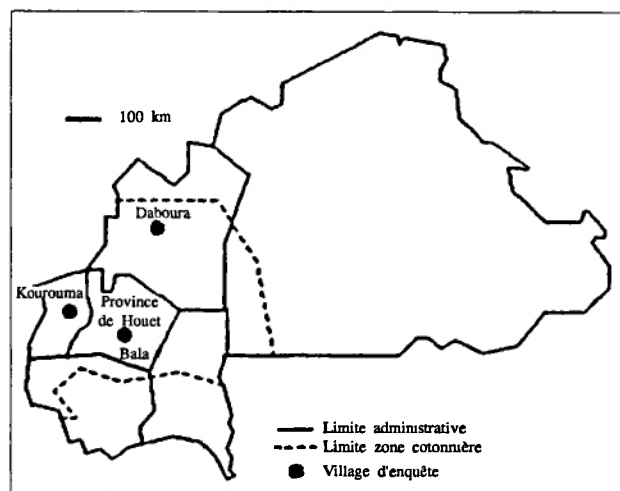 100 km
Daboura
Kourouma
Province
de Houet
Bala
Limite administrative
Limite zone cotonnière
Village d'enquête